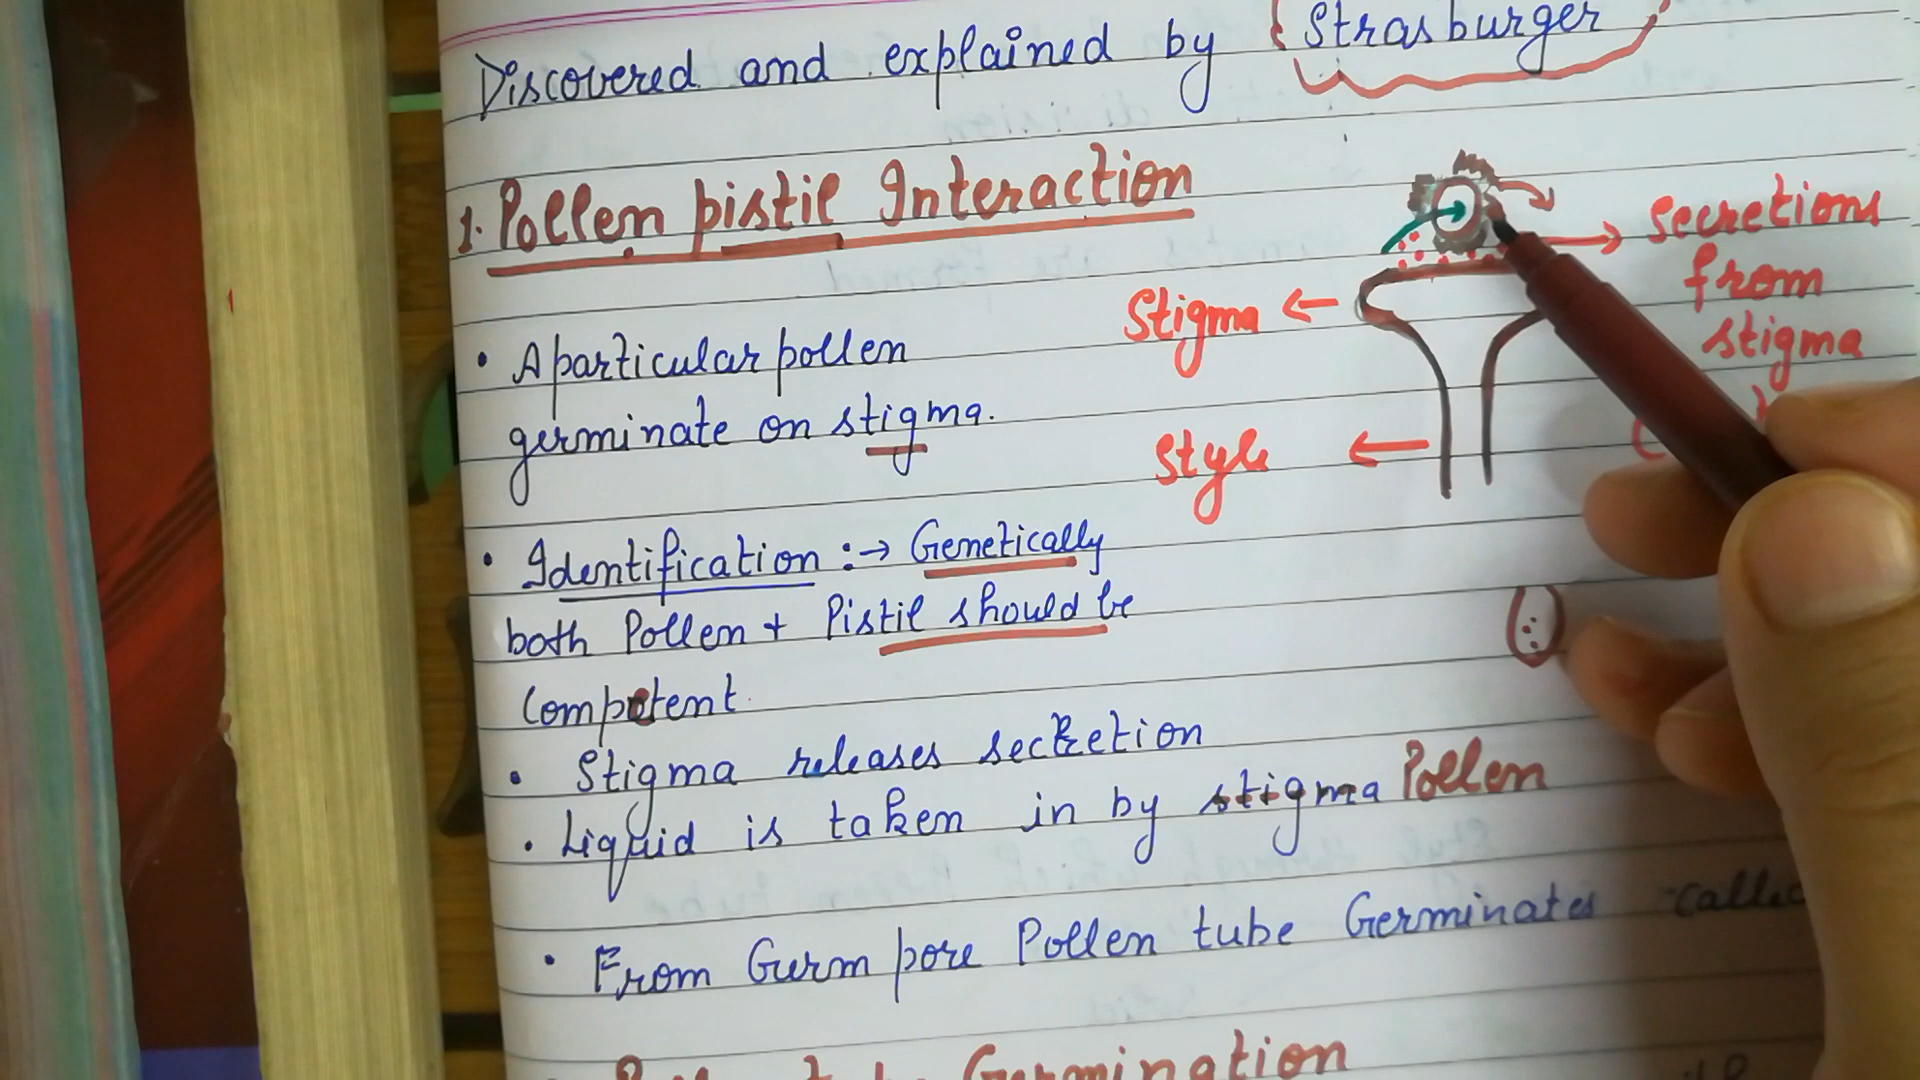 Discovered and explained by Strasburger
1. Pollen pistil Interaction
• A particular pollen
germinate on stigma.
• Identification :→ Genetically
both Pollen + Pistil should be
Competent.
• Stigma releases secretion
• Liquid is taken in by stigma Pollen
• From Gurm pore Pollen tube Germinates
Germination
Stigma ←
Style ←
→ Secretions
from
stigma